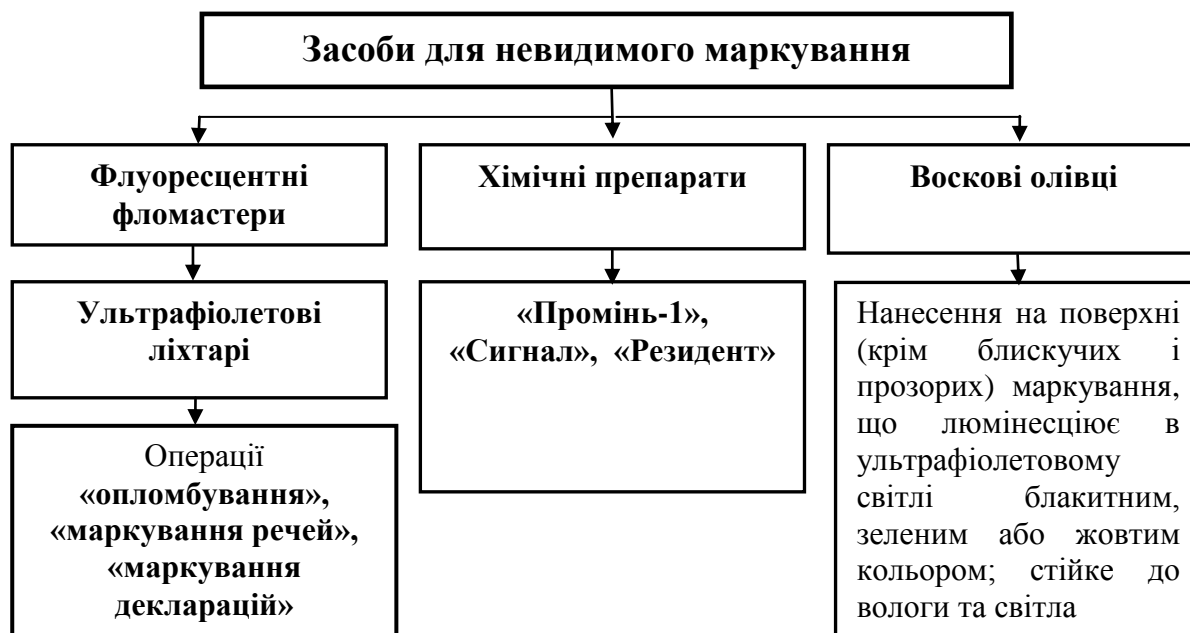 Засоби для невидимого маркування
Флуоресцентні
фломастери
Хімічні препарати
Воскові олівці
Ультрафіолетові
ліхтарі
«Промінь-1»,
«Сигнал», «Резидент»
Нанесення на поверхні
(крім блискучих і
прозорих) маркування,
що люмінесціює в
ультрафіолетовому
світлі блакитним,
зеленим або жовтим
кольором; стійке до
вологи та світла
Операції
«опломбування»,
«маркування речей»,
«маркування
декларацій»